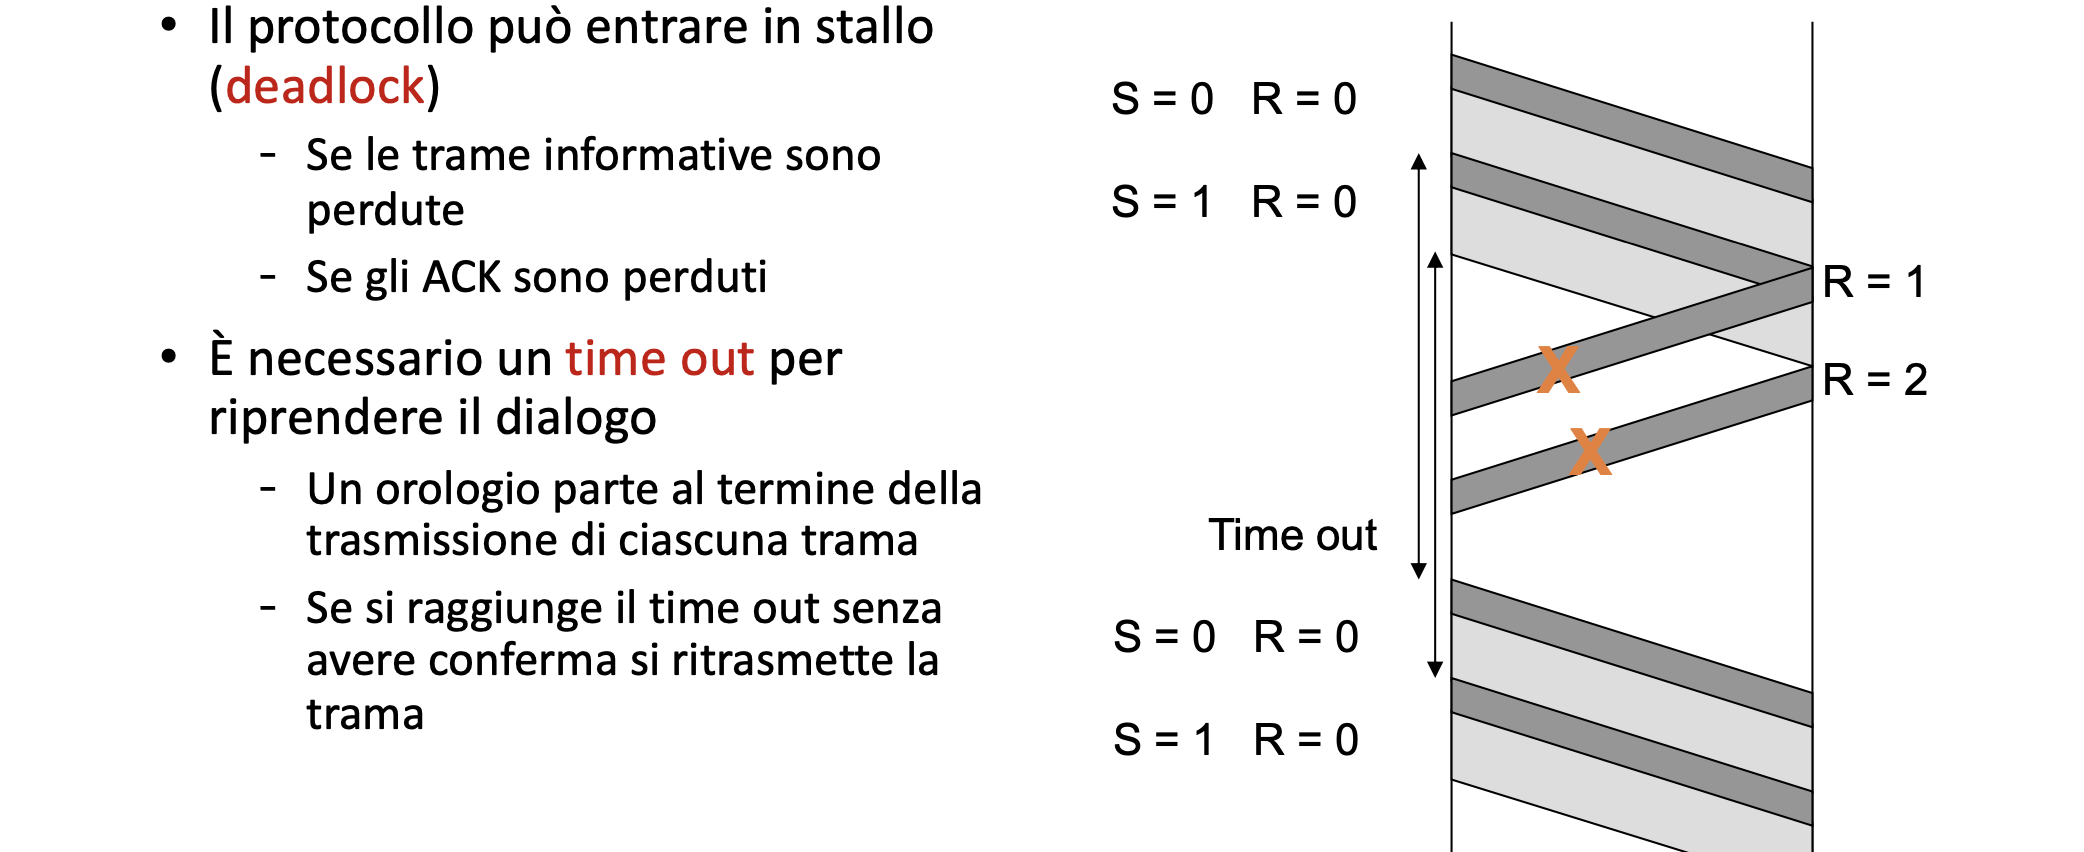 • Il protocollo può entrare in stallo
(deadlock)
- Se le trame informative sono
perdute
- Se gli ACK sono perduti
• È necessario un time out per
riprendere il dialogo
- Un orologio parte al termine della
trasmissione di ciascuna trama
- Se si raggiunge il time out senza
avere conferma si ritrasmette la
trama
S = 0 R = 0
S = 1 R = 0
R = 1
X
R = 2
X
Time out
S = 0 R = 0
S = 1 R = 0